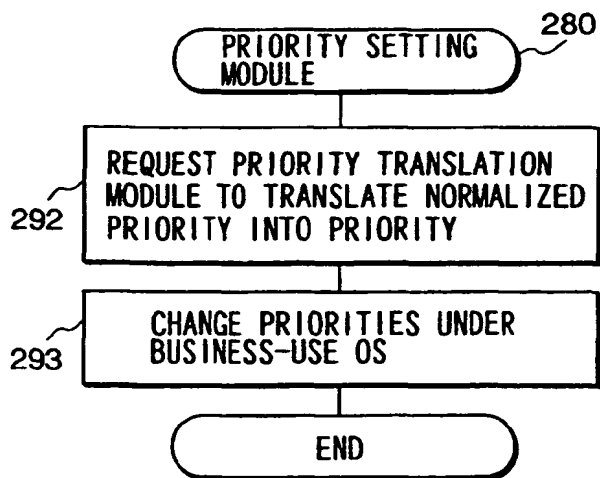 PRIORITY SETTING
MODULE
280
REQUEST PRIORITY TRANSLATION
MODULE TO TRANSLATE NORMALIZED
PRIORITY INTO PRIORITY
292
CHANGE PRIORITIES UNDER
BUSINESS-USE OS
293
END